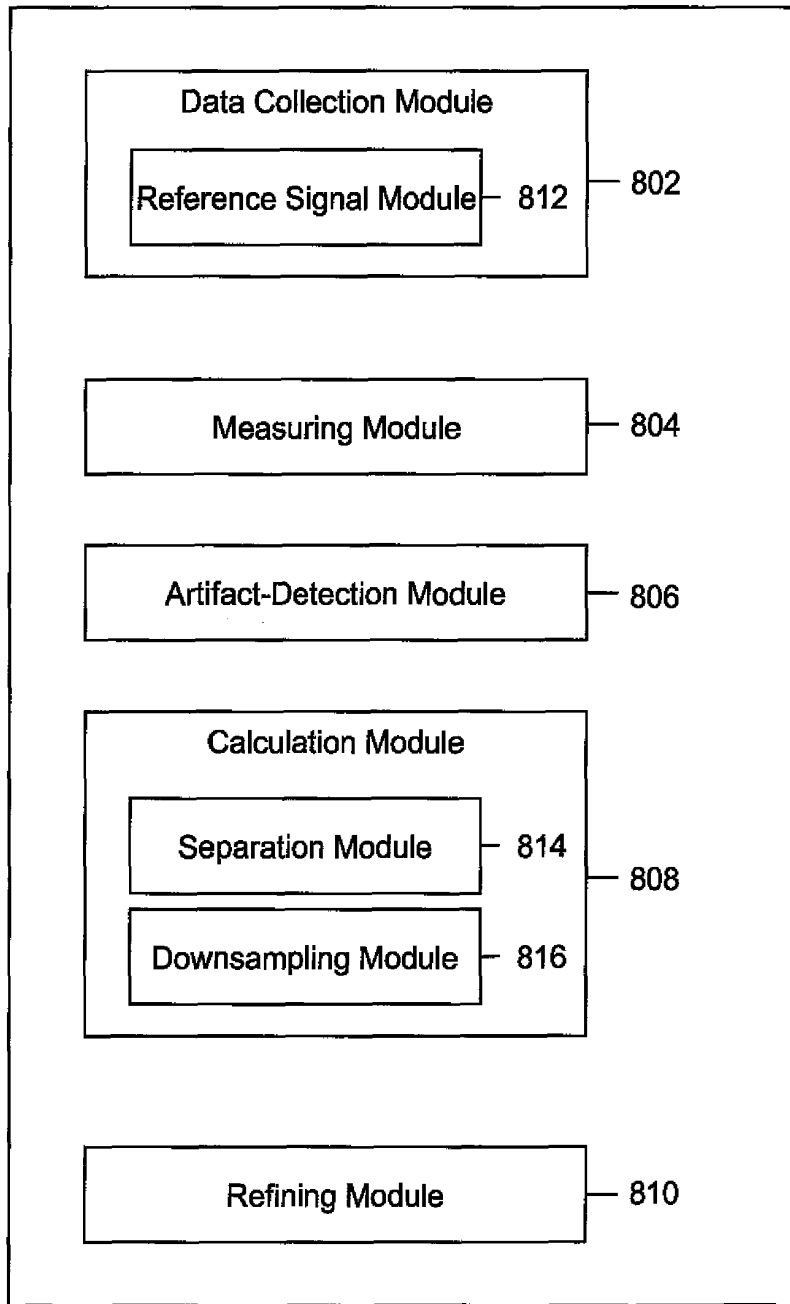 Data Collection Module
Reference Signal Module 812
802
Measuring Module 804
Artifact-Detection Module 806
Calculation Module
Separation Module 814
808
Downsampling Module 816
Refining Module 810